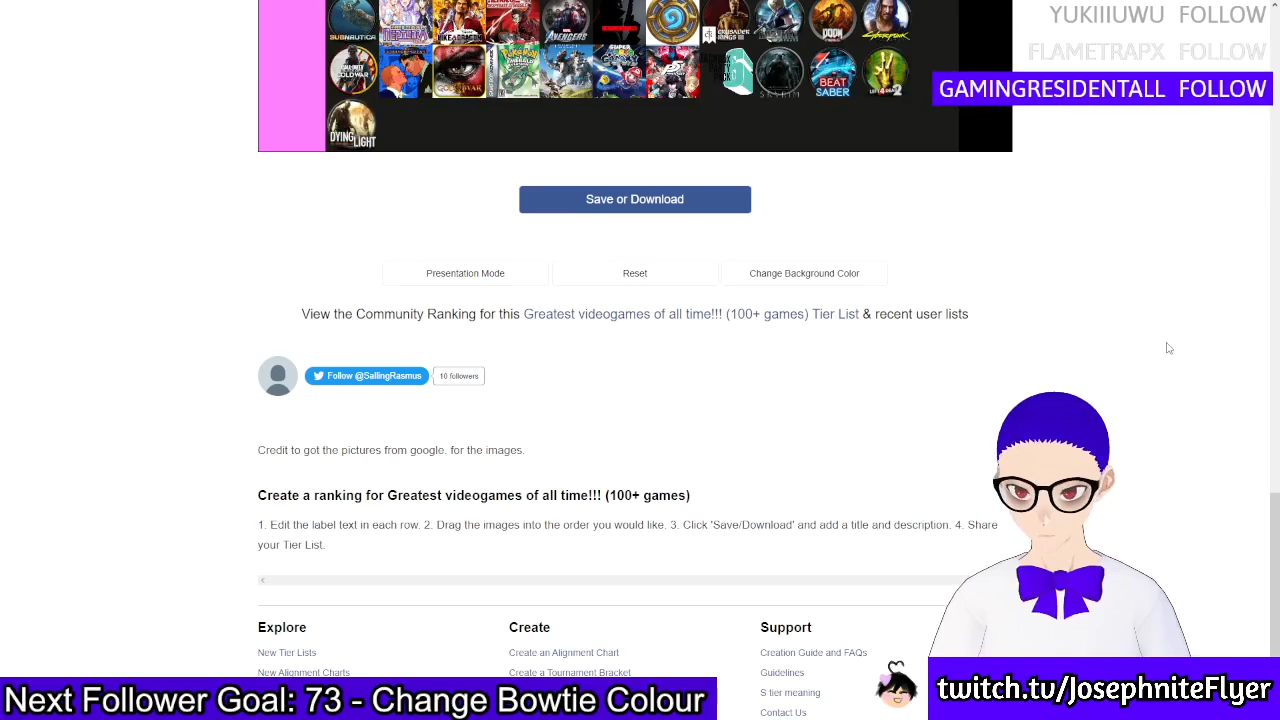 YUKIIIUWU FOLLOW
FLAMETRAPX FOLLOW
GAMINGRESIDENTALL FOLLOW
SUBNAUTICA
AVENGERS
CRUSADER KINGS III
DOOM
SKYRIM
BEAT SABER
DYING LIGHT
Save or Download
Presentation Mode
Reset
Change Background Color
View the Community Ranking for this Greatest videogames of all time!!! (100+ games) Tier List & recent user lists
Follow @SallingRasmus
10 followers
Credit to got the pictures from google. for the images.
Create a ranking for Greatest videogames of all time!!! (100+ games)
1. Edit the label text in each row. 2. Drag the images into the order you would like. 3. Click 'Save/Download' and add a title and description. 4. Share
your Tier List.
Explore
Create
Support
New Tier Lists
Create an Alignment Chart
Creation Guide and FAQs
New Alignment Charts
Create a Tournament Bracket
Guidelines
S tier meaning
Contact Us
Next Follower Goal: 73 - Change Bowtie Colour
twitch.tv/JosephniteFlyer